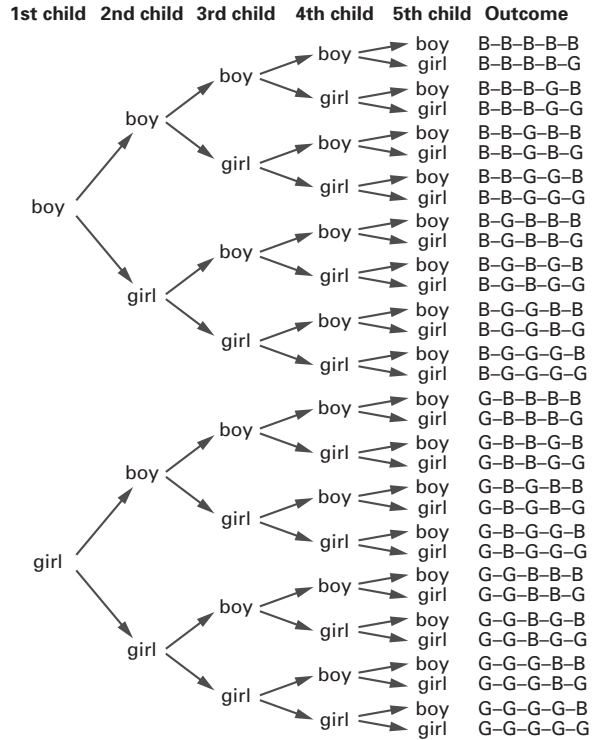 1st child 2nd child 3rd child 4th child 5th child Outcome
boy B–B–B–B–B
boy
girl B–B–B–B–G
boy
boy B–B–B–G–B
girl
girl B–B–B–G–G
boy
boy B–B–G–B–B
boy
girl B–B–G–B–G
girl
boy B–B–G–G–B
girl
girl B–B–G–G–G
boy
boy B–G–B–B–B
boy
girl B–G–B–B–G
boy
boy B–G–B–G–B
girl
girl B–G–B–G–G
girl
boy B–G–G–B–B
boy
girl B–G–G–B–G
girl
boy B–G–G–G–B
girl
girl B–G–G–G–G
boy G–B–B–B–B
boy
girl G–B–B–B–G
boy
boy G–B–B–G–B
girl
girl G–B–B–G–G
boy
boy G–B–G–B–B
boy
girl G–B–G–B–G
girl
boy G–B–G–G–B
girl
girl G–B–G–G–G
girl
boy G–G–B–B–B
boy
girl G–G–B–B–G
boy
boy G–G–B–G–B
girl
girl G–G–B–G–G
girl
boy G–G–G–B–B
boy
girl G–G–G–B–G
girl
boy G–G–G–G–B
girl
girl G–G–G–G–G